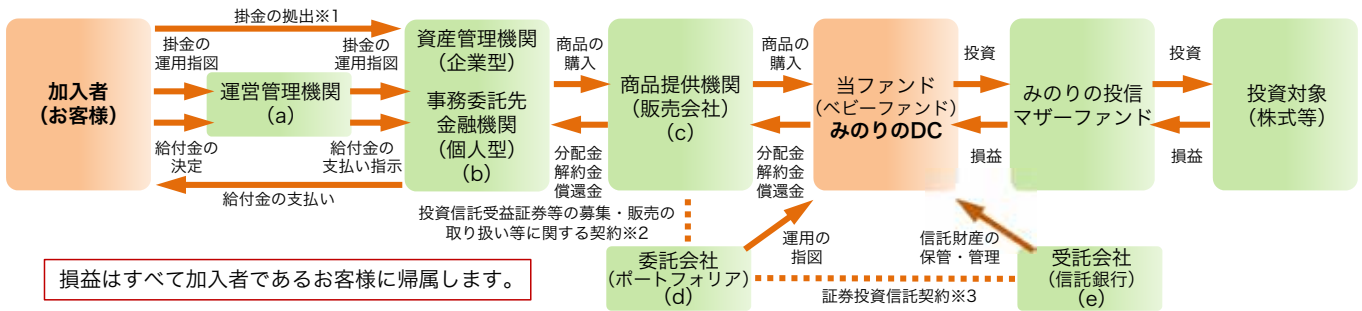 掛金の拠出※1
加入者
(お客様)
掛金の
運用指図
運営管理機関
(a)
給付金の
決定
掛金の
運用指図
給付金の
支払い指示
給付金の支払い
資産管理機関
(企業型)
事務委託先
金融機関
(個人型)
(b)
商品の
購入
分配金
解約金
償還金
商品提供機関
(販売会社)
(c)
商品の
購入
分配金
解約金
償還金
当ファンド
(ベビーファンド)
みのりのDC
投資
損益
みのりの投信
マザーファンド
投資
損益
投資対象
(株式等)
投資信託受益証券等の募集・販売の
取り扱い等に関する契約※2
運用の
指図
信託財産の
保管・管理
委託会社
(ポートフォリア)
(d)
証券投資信託契約※3
受託会社
(信託銀行)
(e)
損益はすべて加入者であるお客様に帰属します。